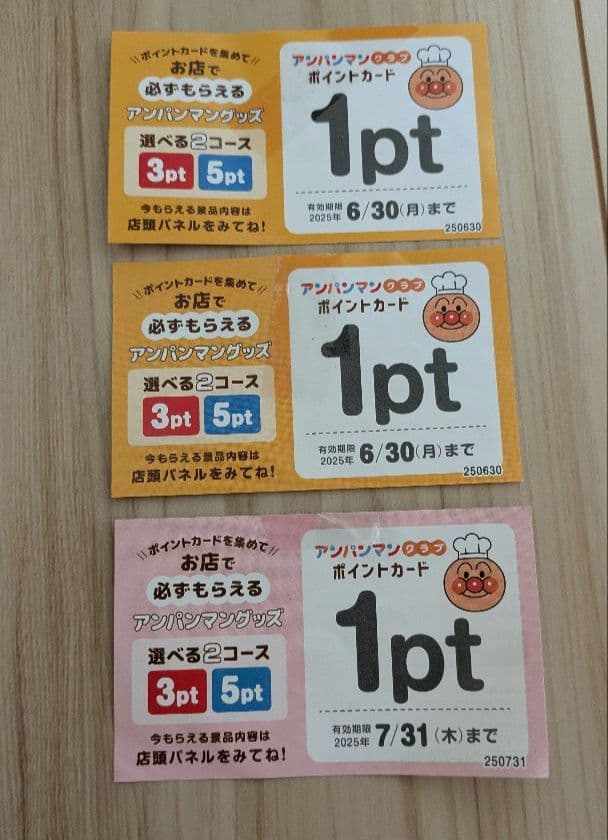 ポイントカードを集めて
お店で
必ずもらえる
アンパンマングッズ
選べる2コース
3pt 5pt
今もらえる景品内容は
店頭パネルをみてね!
アンパンマンクラブ
ポイントカード
1pt
有効期限
2025年 6/30(月)まで
250630
ポイントカードを集めて
お店で
必ずもらえる
アンパンマングッズ
選べる2コース
3pt 5pt
今もらえる景品内容は
店頭パネルをみてね!
アンパンマンクラブ
ポイントカード
1pt
有効期限
2025年 6/30(月)まで
250630
ポイントカードを集めて
お店で
必ずもらえる
アンパンマングッズ
選べる2コース
3pt 5pt
今もらえる景品内容は
店頭パネルをみてね!
アンパンマンクラブ
ポイントカード
1pt
有効期限
2025年 7/31(木)まで
250731